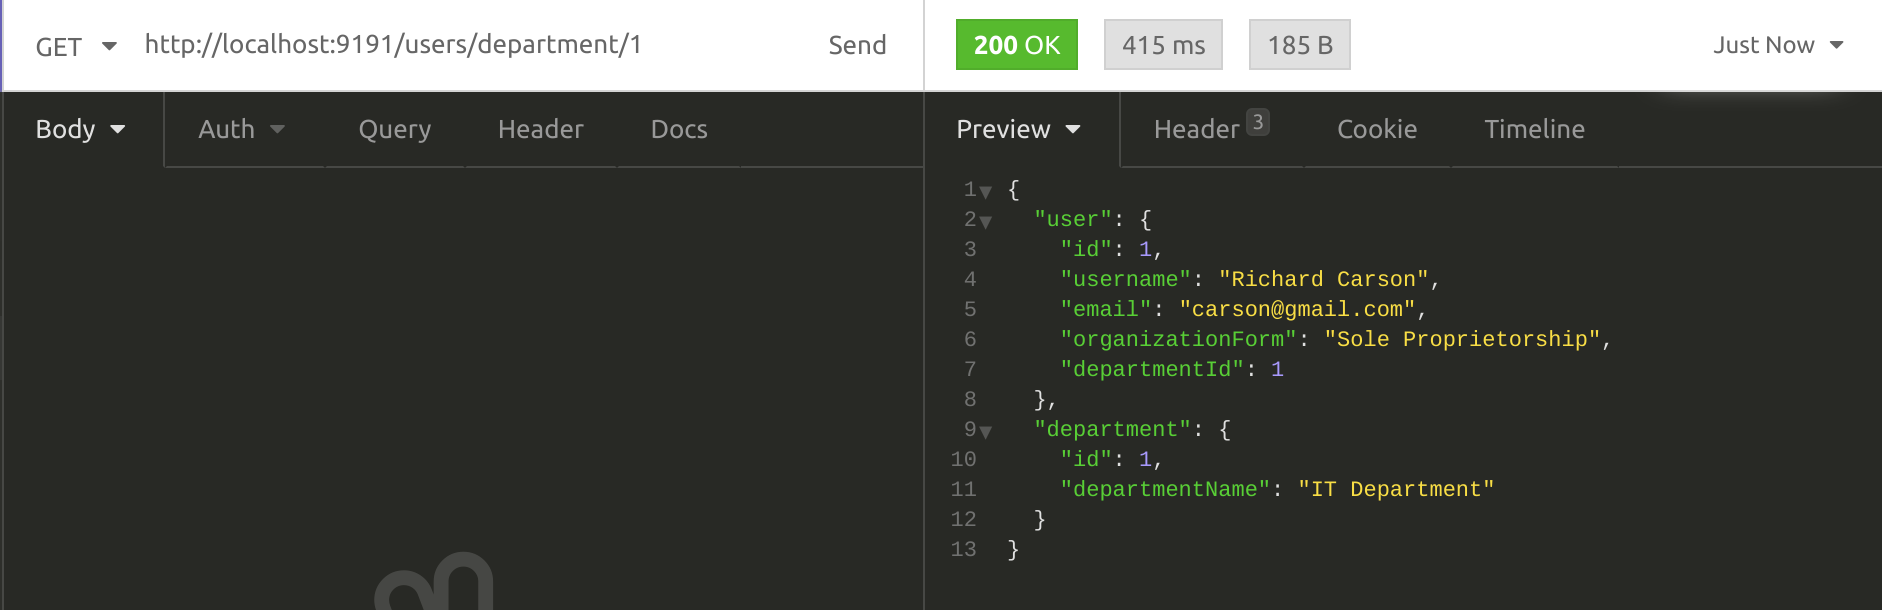 GET http://localhost:9191/users/department/1 Send 200 OK 415 ms 185 B Just Now
Body Auth Query Header Docs Preview Header 3 Cookie Timeline
1 {
2 "user": {
3 "id": 1,
4 "username": "Richard Carson",
5 "email": "carson@gmail.com",
6 "organizationForm": "Sole Proprietorship",
7 "departmentId": 1
8 },
9 "department": {
10 "id": 1,
11 "departmentName": "IT Department"
12 }
13 }